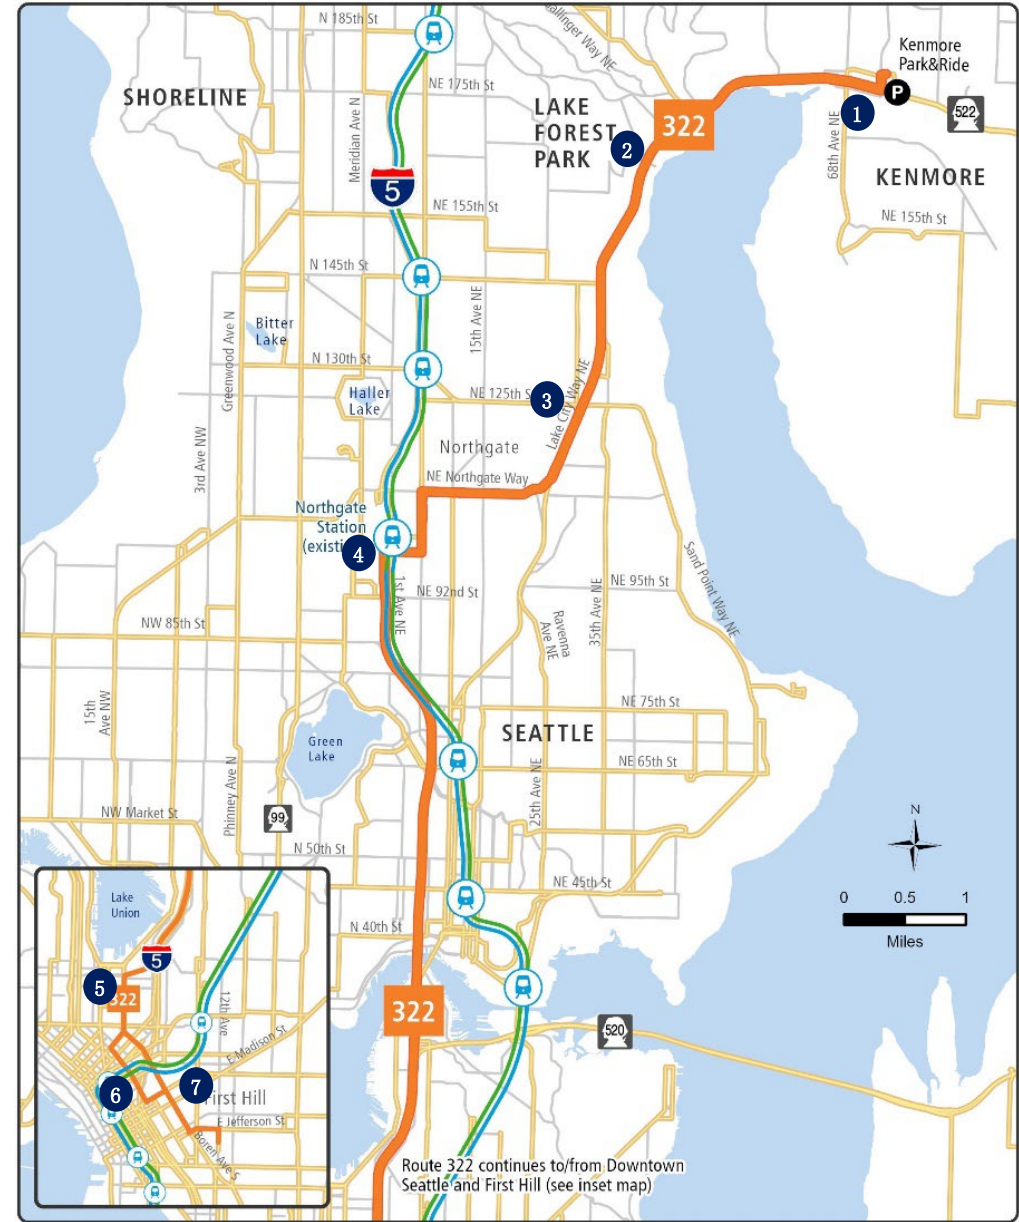 N 185th St
Ballinger Way NE
Kenmore
Park&Ride
P
NE 175th St
SHORELINE
LAKE
FOREST
PARK
Meridian Ave N
322
1
522
2
68th Ave NE
5
KENMORE
NE 155th St
NE 155th St
N 145th St
15th Ave NE
Bitter
Lake
Greenwood Ave N
N 130th St
Haller
Lake
NE 125th S
3
Lake City Way NE
Northgate
3rd Ave NW
NE Northgate Way
Northgate
Station
(existi
4
Sand Point Way NE
1st Ave NE
NE 92nd St
35th Ave NE
NE 95th St
Ravenna
Ave NE
NW 85th St
15th
Ave NW
NE 75th St
Green
Lake
SEATTLE
Phinney Ave N
25th Ave NE
NE 65th St
NW Market St
99
N 50th St
N
NE 45th St
0 0.5 1
Miles
N 40th St
Lake
Union
5
5
322
12th Ave
322
520
E Madison St
6
7
First Hill
E Jefferson St
Boren Ave S
Route 322 continues to/from Downtown
Seattle and First Hill (see inset map)